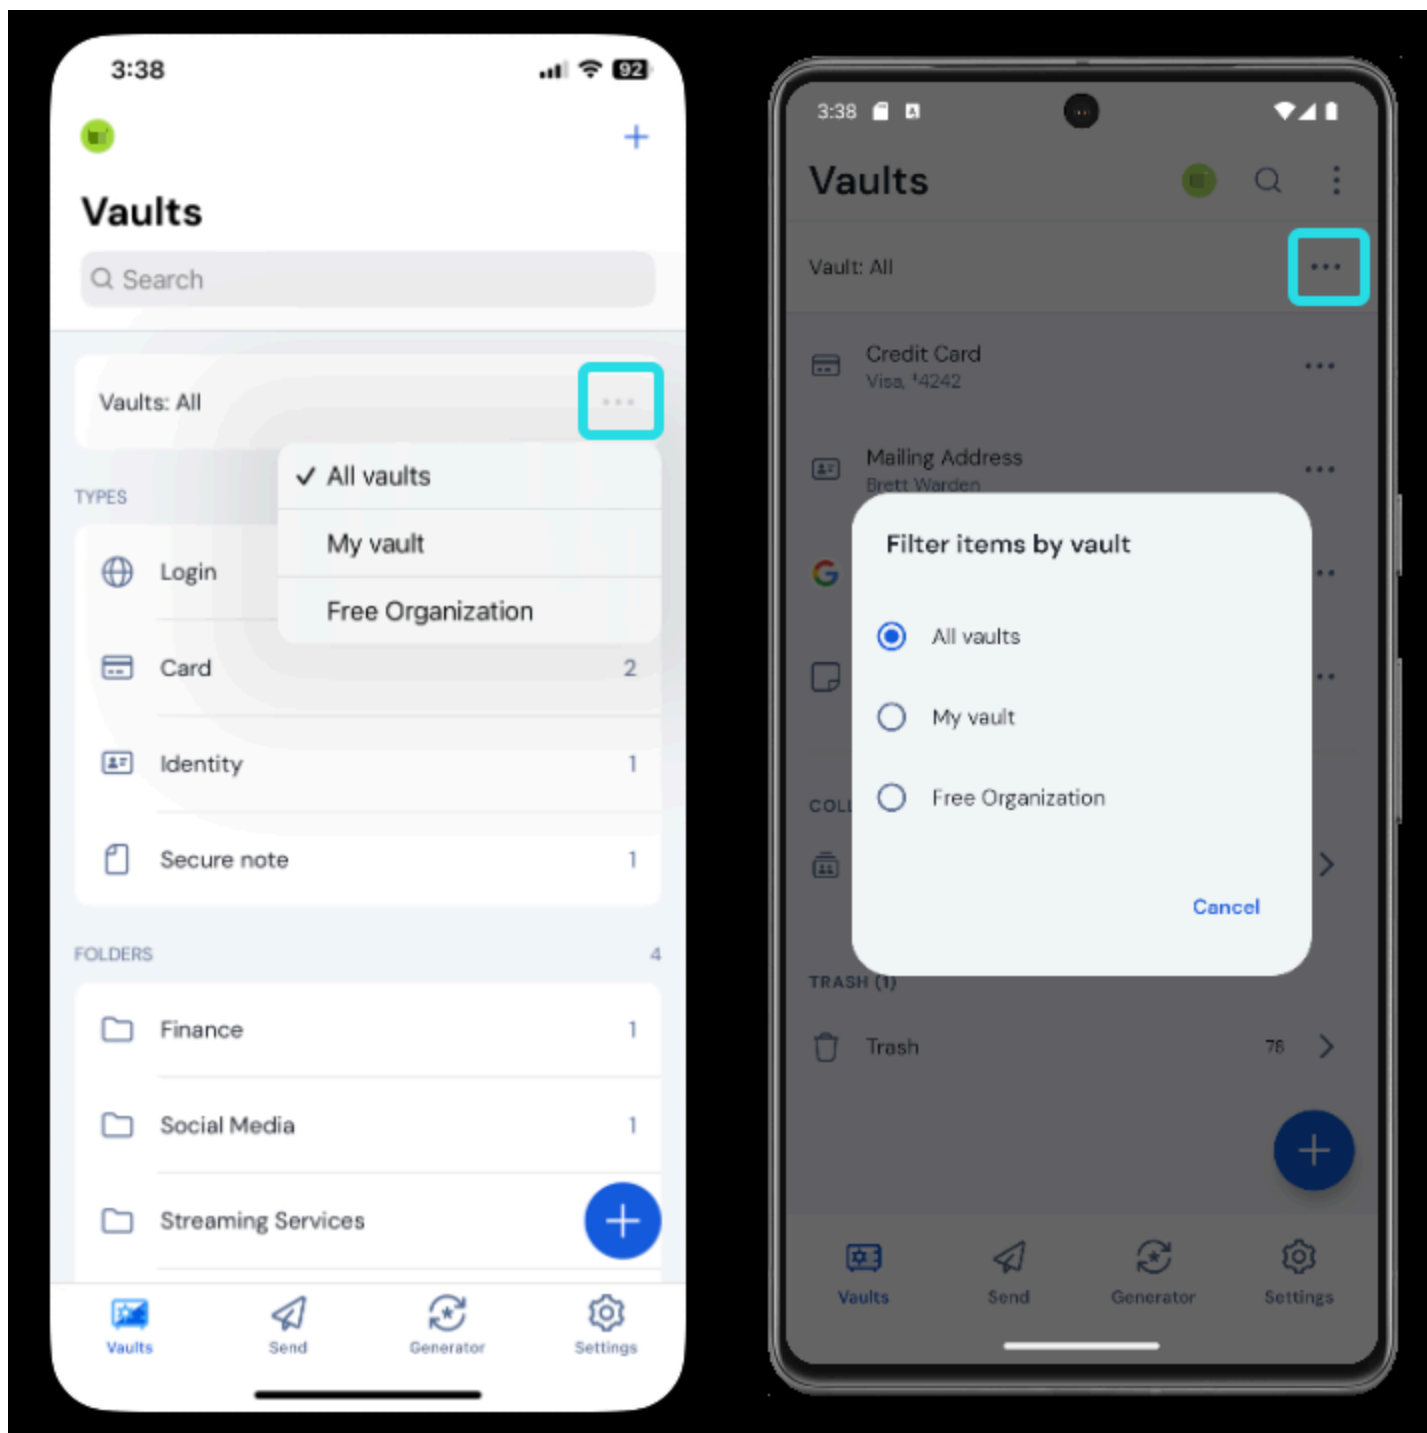 3:38
92
Vaults
Search
Vaults: All
All vaults
My vault
Free Organization
TYPES
Login
Card 2
Identity 1
Secure note 1
FOLDERS 4
Finance 1
Social Media 1
Streaming Services
Vaults Send Generator Settings
3:38
Vaults
Vault: All
Credit Card
Visa, *4242
Mailing Address
Brett Warden
Filter items by vault
All vaults
My vault
Free Organization
Cancel
COLL
TRASH (1)
Trash 78
Vaults Send Generator Settings